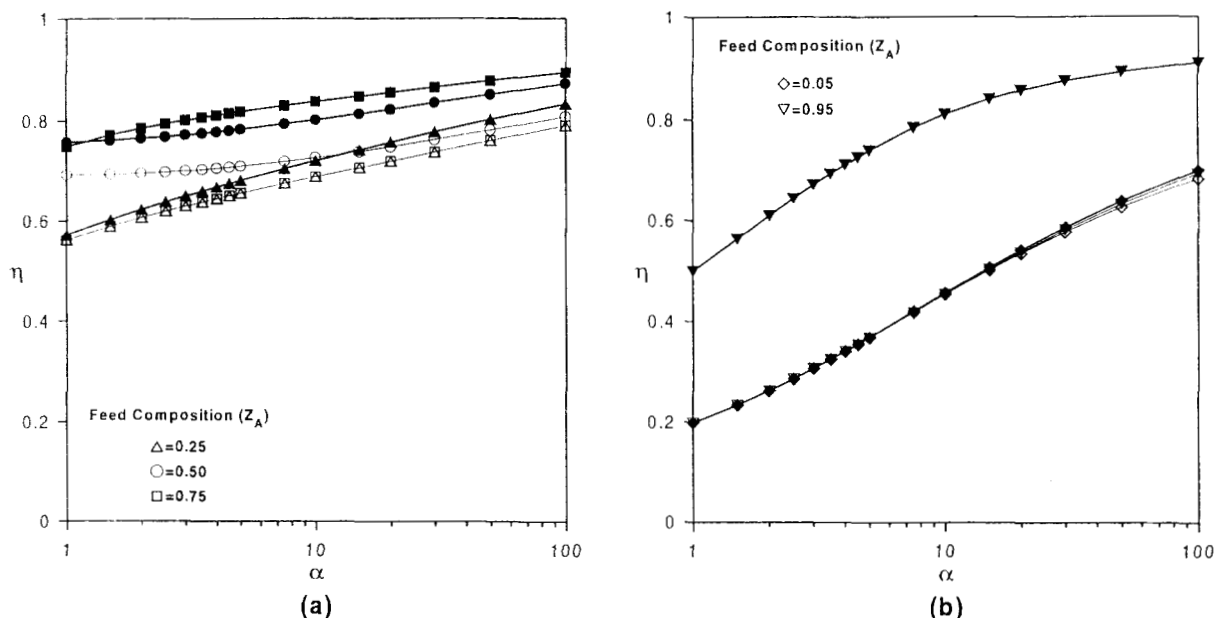 1
0.8
0.6
η
0.4
0.2
0
Feed Composition (Z_A)
△=0.25
○=0.50
□=0.75
1
10
100
α
(a)
1
0.8
0.6
η
0.4
0.2
0
Feed Composition (Z_A)
◇=0.05
▼=0.95
1
10
100
α
(b)